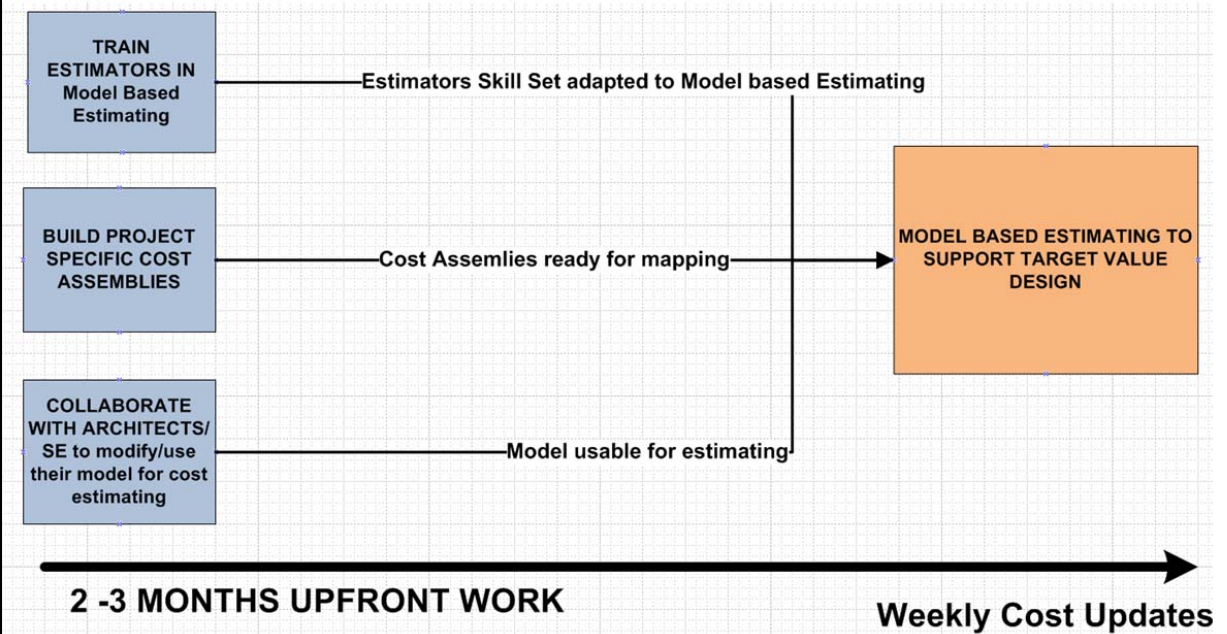 TRAIN
ESTIMATORS IN
Model Based
Estimating
Estimators Skill Set adapted to Model based Estimating
BUILD PROJECT
SPECIFIC COST
ASSEMBLIES
Cost Assemlies ready for mapping
MODEL BASED ESTIMATING TO
SUPPORT TARGET VALUE
DESIGN
COLLABORATE
WITH ARCHITECTS/
SE to modify/use
their model for cost
estimating
Model usable for estimating
2 -3 MONTHS UPFRONT WORK
Weekly Cost Updates